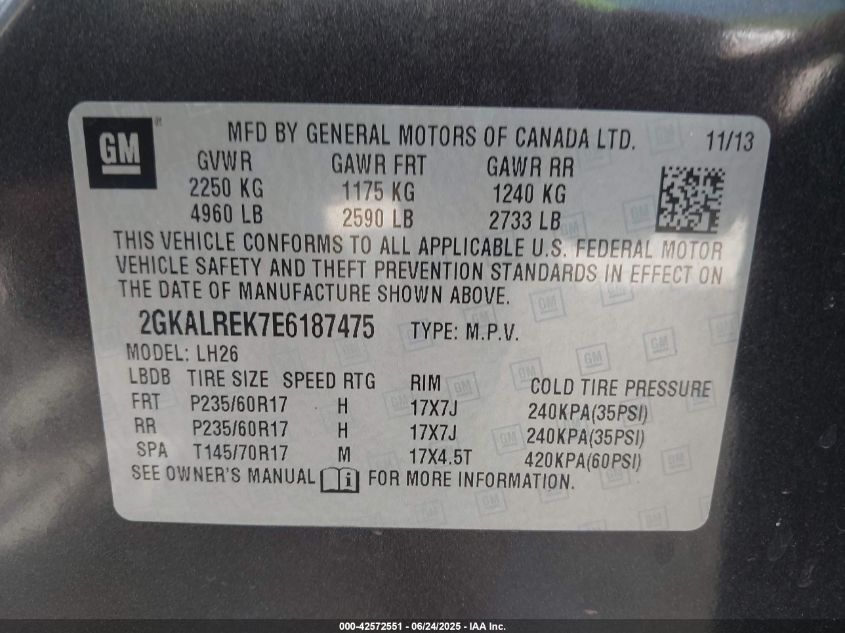 GM
MFD BY GENERAL MOTORS OF CANADA LTD. 11/13
GVWR GAWR FRT GAWR RR
2250 KG 1175 KG 1240 KG
4960 LB 2590 LB 2733 LB
THIS VEHICLE CONFORMS TO ALL APPLICABLE U.S. FEDERAL MOTOR
VEHICLE SAFETY AND THEFT PREVENTION STANDARDS IN EFFECT ON
THE DATE OF MANUFACTURE SHOWN ABOVE.
2GKALREK7E6187475 TYPE: M.P.V.
MODEL: LH26
LBDB TIRE SIZE SPEED RTG RIM COLD TIRE PRESSURE
FRT P235/60R17 H 17X7J 240KPA(35PSI)
RR P235/60R17 H 17X7J 240KPA(35PSI)
SPA T145/70R17 M 17X4.5T 420KPA(60PSI)
SEE OWNER'S MANUAL FOR MORE INFORMATION.
000-42572551 - 06/24/2025 - IAA Inc.